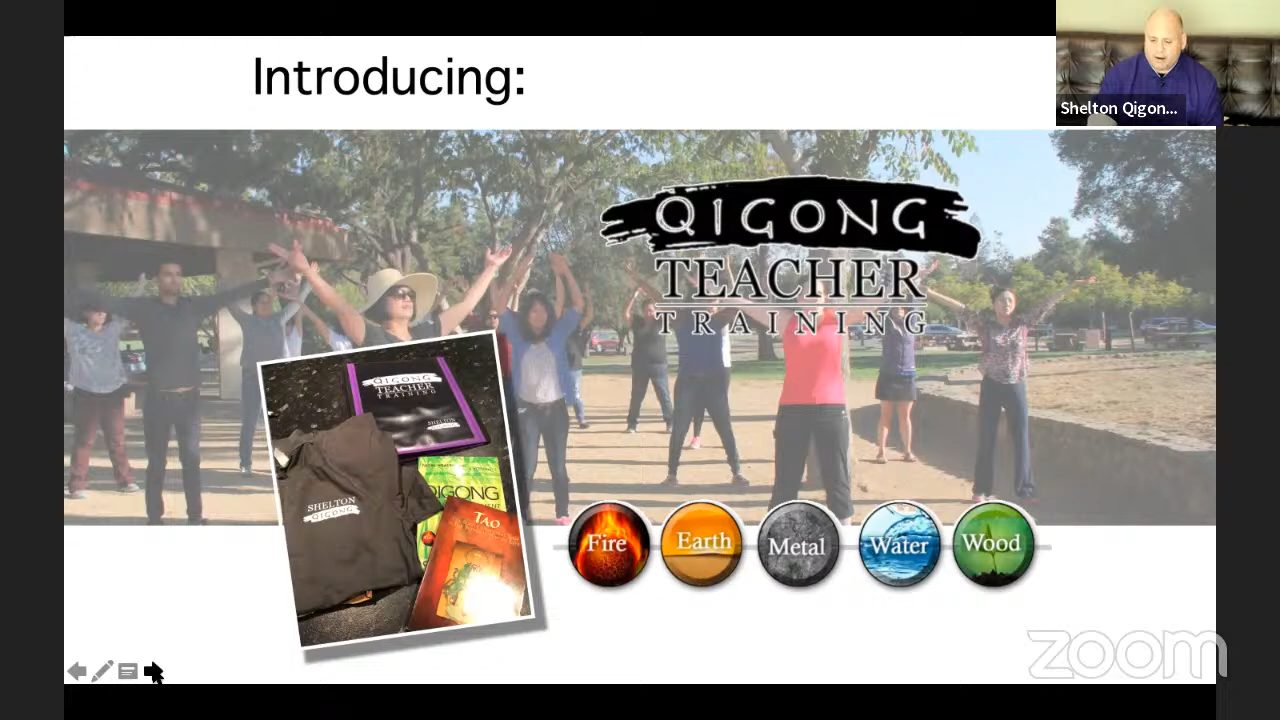 Introducing:
Shelton Qigon...
QIGONG
TEACHER
TRAINING
QIGONG
TEACHER
TRAINING
SHELTON
SHELTON
QIGONG
QIGONG
TAO
Fire
Earth
Metal
Water
Wood
zoom